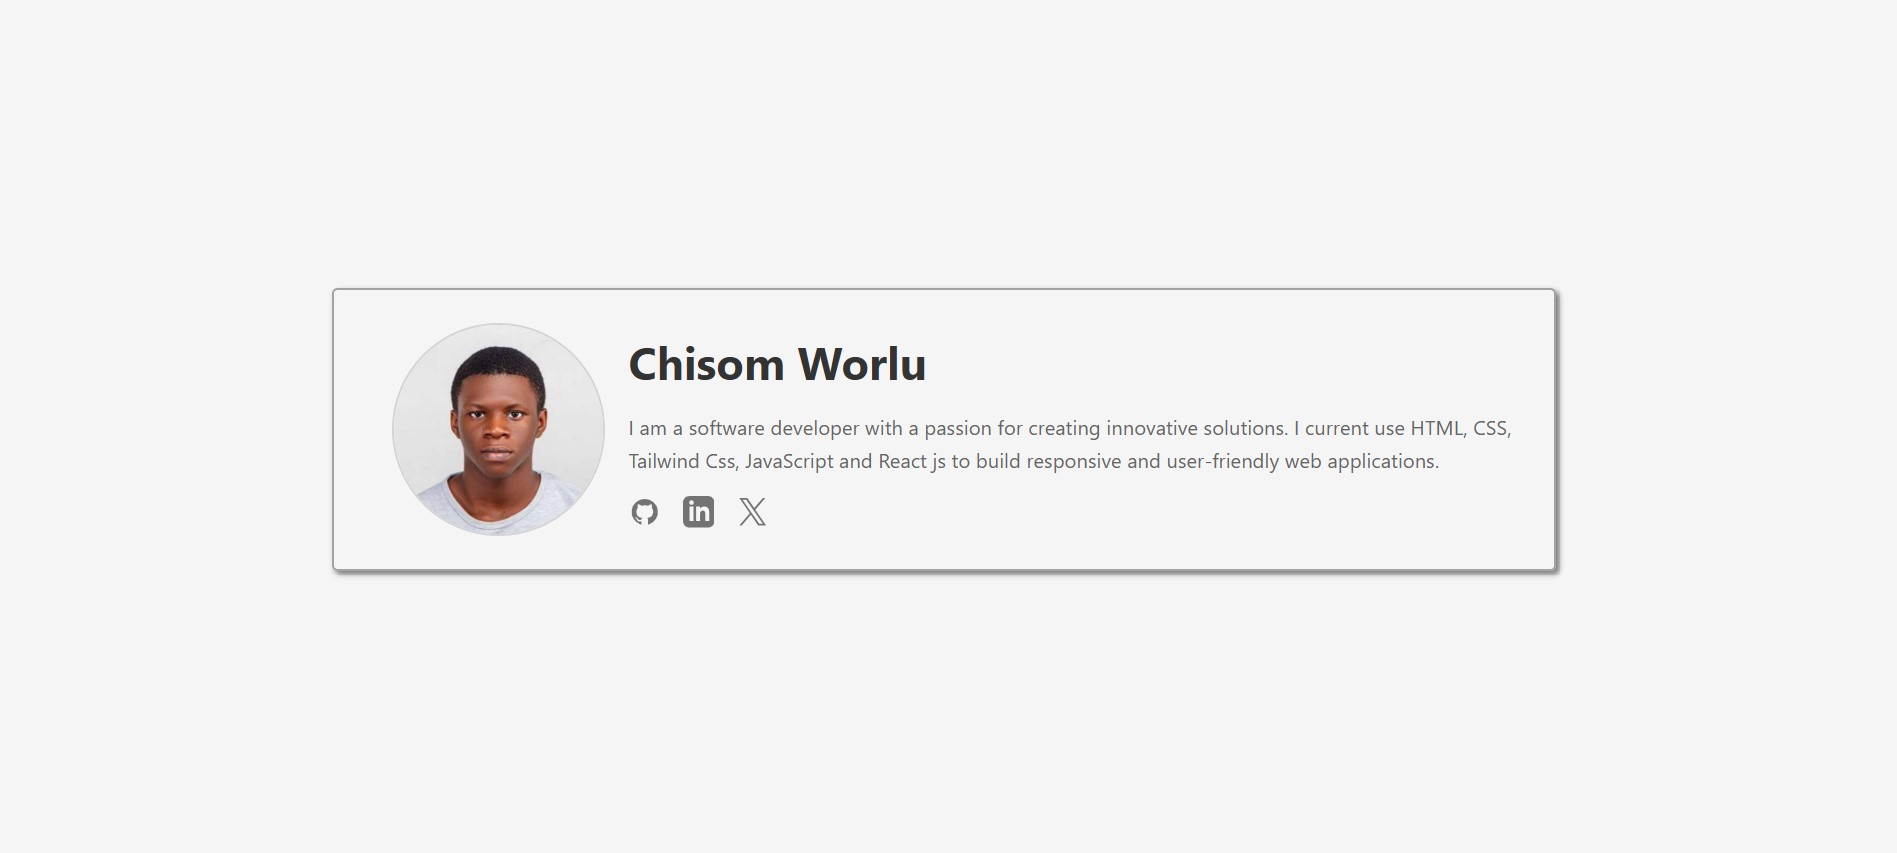 Chisom Worlu
I am a software developer with a passion for creating innovative solutions. I current use HTML, CSS,
Tailwind Css, JavaScript and React js to build responsive and user-friendly web applications.
in